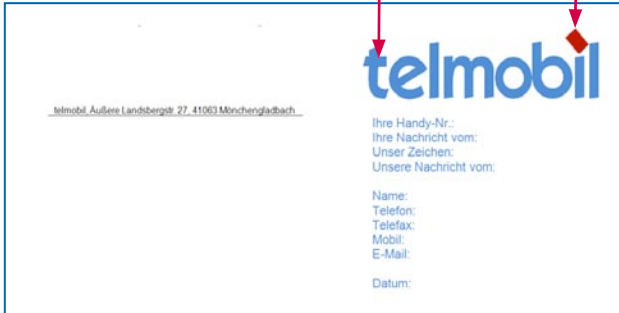 telmobil
telmobil, Äußere Landsbergstr. 27, 41063 Mönchengladbach
Ihre Handy-Nr.:
Ihre Nachricht vom:
Unser Zeichen:
Unsere Nachricht vom:
Name:
Telefon:
Telefax:
Mobil:
E-Mail:
Datum: